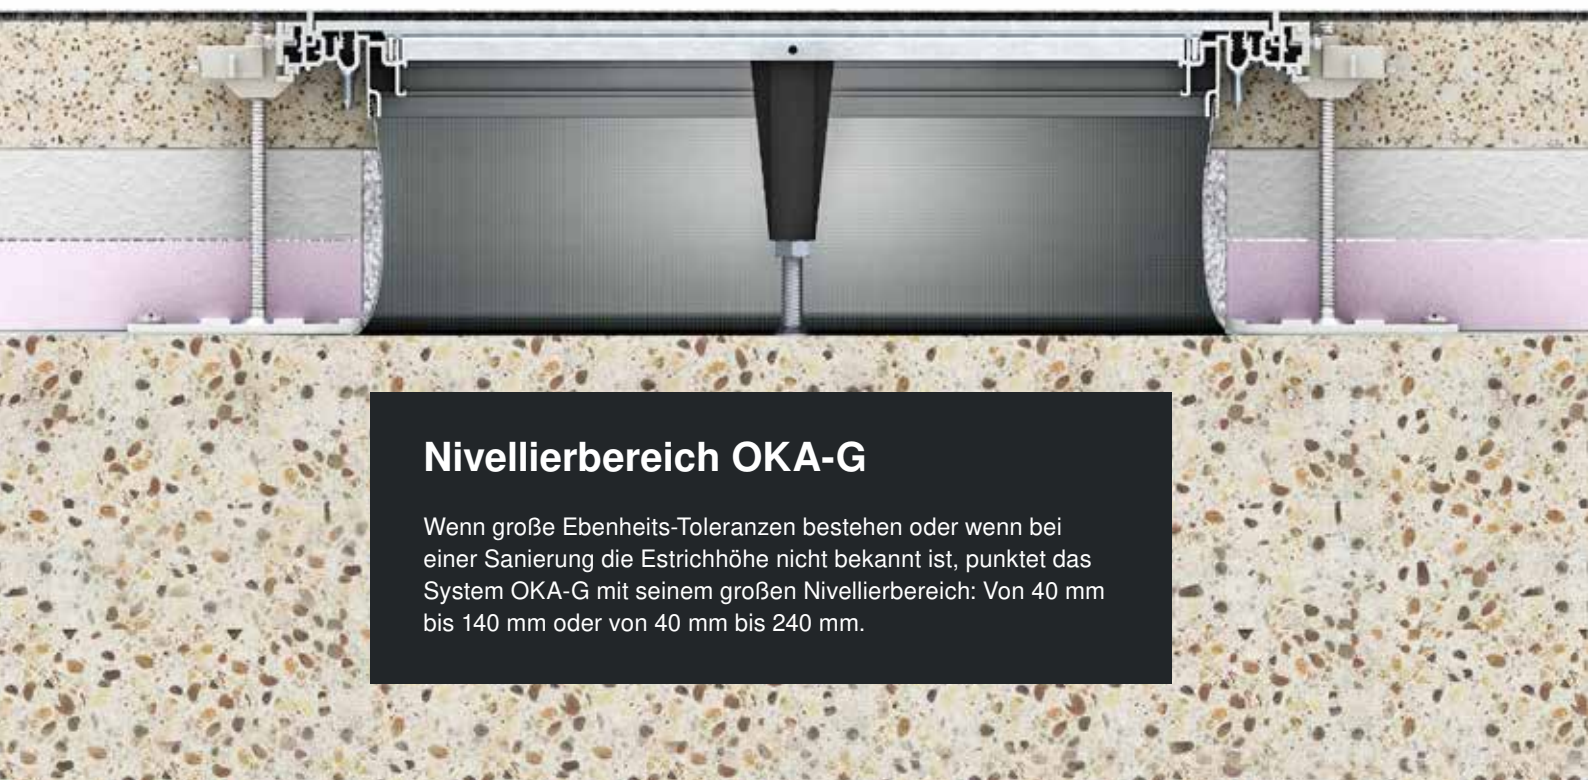 Nivellierbereich OKA-G
Wenn große Ebenheits-Toleranzen bestehen oder wenn bei
einer Sanierung die Estrichhöhe nicht bekannt ist, punktet das
System OKA-G mit seinem großen Nivellierbereich: Von 40 mm
bis 140 mm oder von 40 mm bis 240 mm.